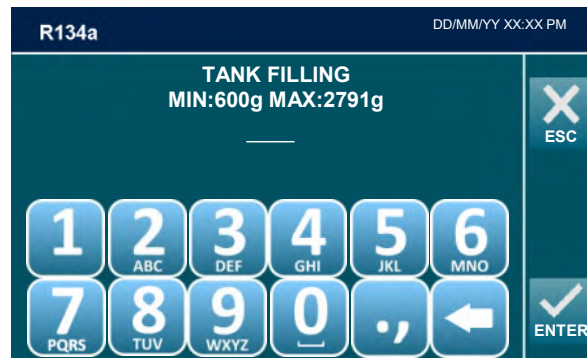 R134a
DD/MM/YY XX:XX PM
TANK FILLING
MIN:600g MAX:2791g
ESC
1 2 3 4 5 6
ABC DEF GHI JKL MNO
7 8 9 0 .,
PQRS TUV WXYZ
ENTER